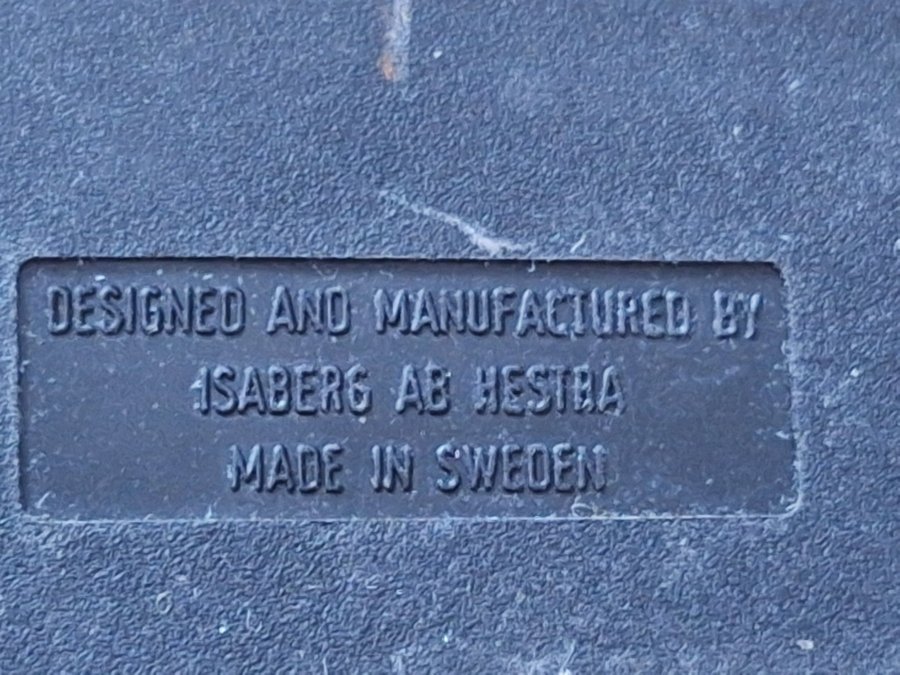 DESIGNED AND MANUFACTURED BY
ISABERG AB HESTRA
MADE IN SWEDEN